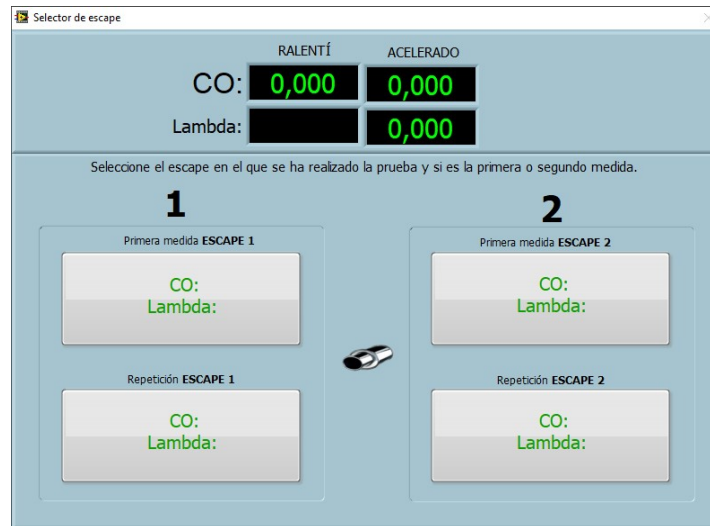 Selector de escape
RALENTÍ ACELERADO
CO: 0,000 0,000
Lambda: 0,000
Seleccione el escape en el que se ha realizado la prueba y si es la primera o segundo medida.
1 2
Primera medida ESCAPE 1
CO:
Lambda:
Repetición ESCAPE 1
CO:
Lambda:
Primera medida ESCAPE 2
CO:
Lambda:
Repetición ESCAPE 2
CO:
Lambda: